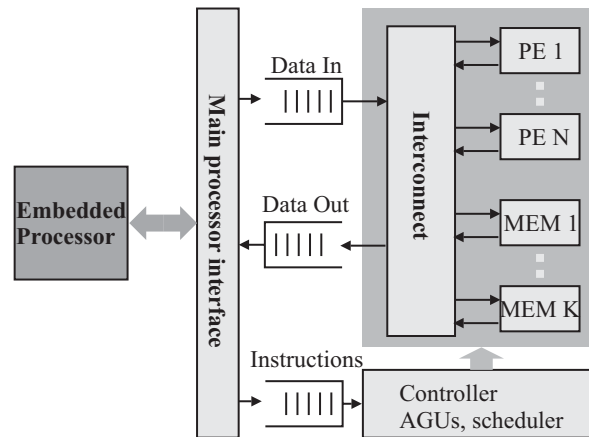 Embedded
Processor
Main processor interface
Data In
Data Out
Instructions
Interconnect
PE 1
PE N
MEM 1
MEM K
Controller
AGUs, scheduler